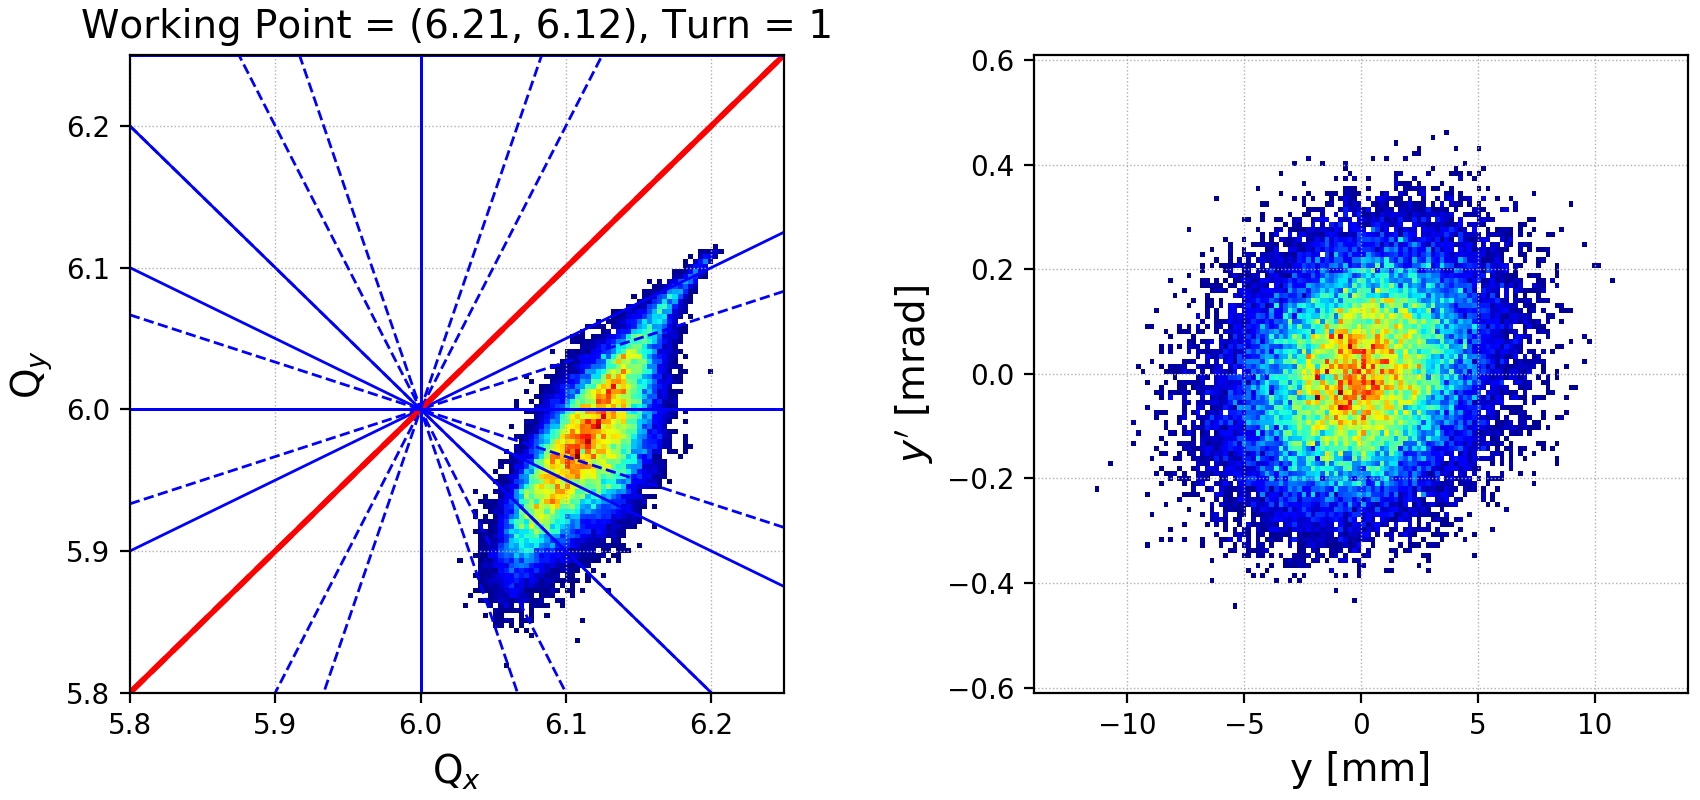 Working Point = (6.21, 6.12), Turn = 1
6.2
6.1
6.0
5.9
5.8
Qy
5.8 5.9 6.0 6.1 6.2
Qx
0.6
0.4
0.2
0.0
−0.2
−0.4
−0.6
y′ [mrad]
−10 −5 0 5 10
y [mm]